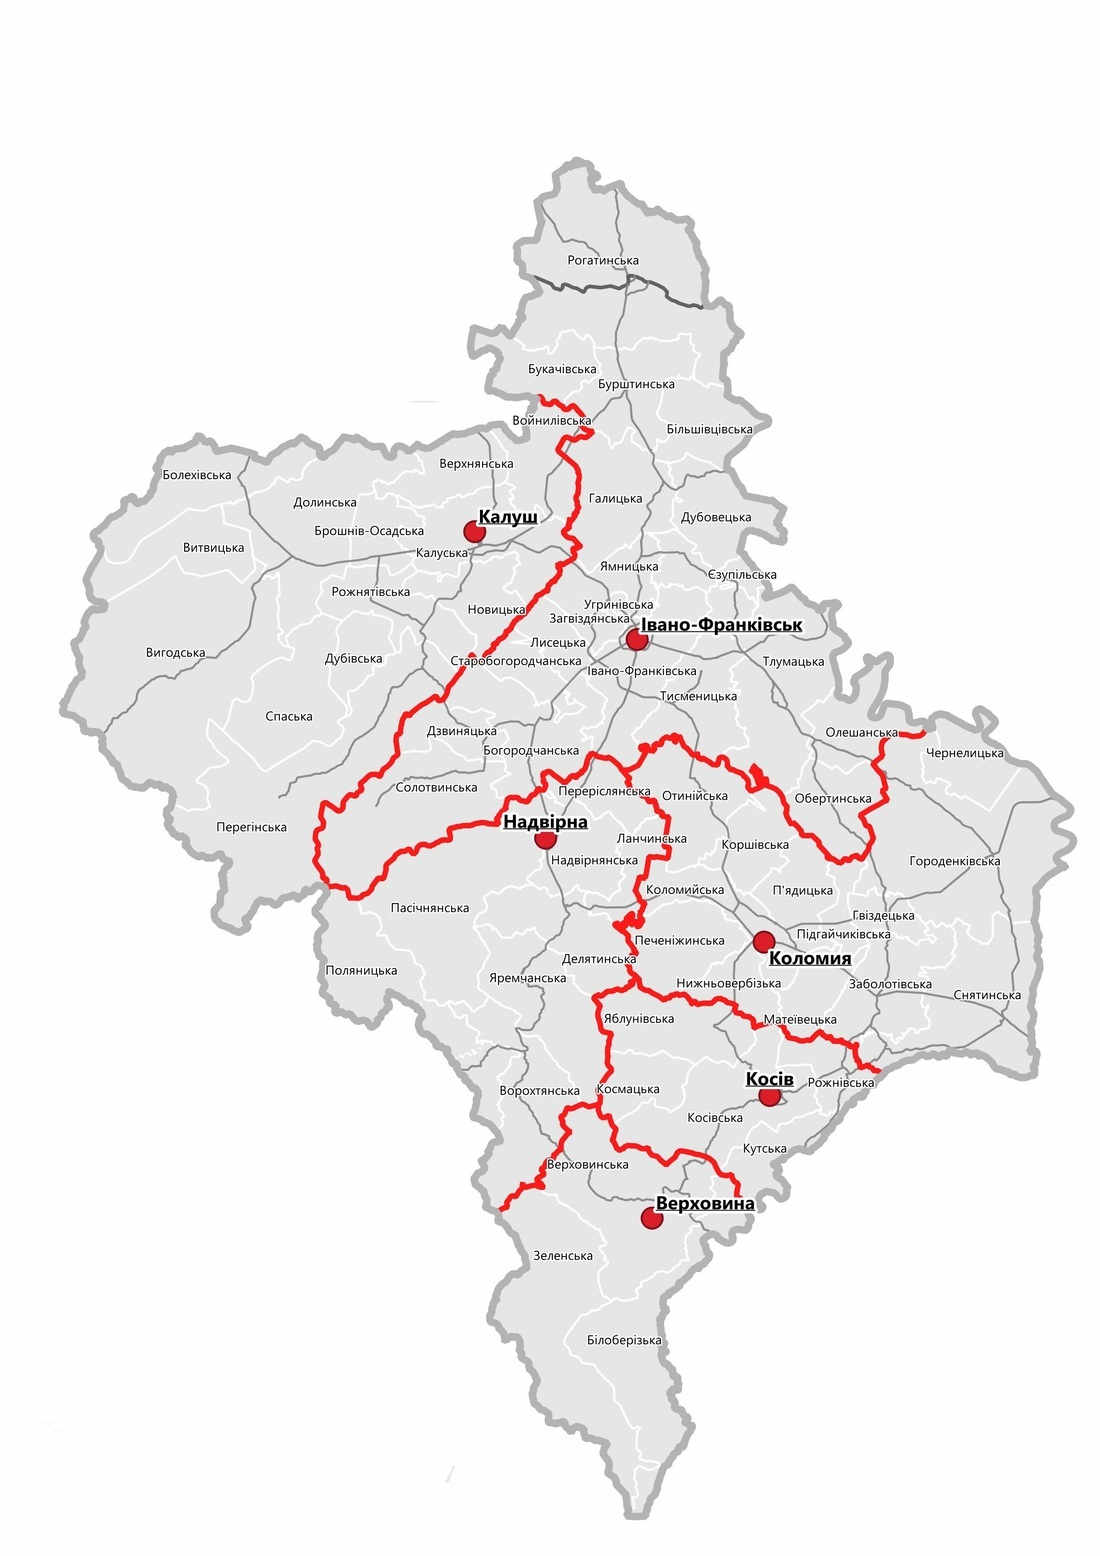 Рогатинська
Букачівська
Бурштинська
Войнилівська
Більшівцівська
Верхнянська
Болехівська
Галицька
Долинська
Калуш
Дубовецька
Брошнів-Осадська
Витвицька
Калуська
Ямницька
Єзупільська
Рожнятівська
Угринівська
Новицька
Загвіздянська
Івано-Франківськ
Лисецька
Вигодська
Дубівська
Старобогородчанська
Тлумацька
Івано-Франківська
Тисменицька
Спаська
Дзвиняцька
Олешанська
Богородчанська
Чернелицька
Солотвинська
Переріслянська
Отинійська
Обертинська
Перегінська
Надвірна
Ланчинська
Коршівська
Надвірнянська
Городенківська
Коломийська
П'ядицька
Пасічнянська
Гвіздецька
Підгайчиківська
Печеніжинська
Коломия
Делятинська
Поляницька
Яремчанська
Нижньовербізька
Заболотівська
Снятинська
Яблунівська
Матеївецька
Косів
Рожнівська
Ворохтянська
Космацька
Косівська
Кутська
Верховинська
Верховина
Зеленська
Білоберізька